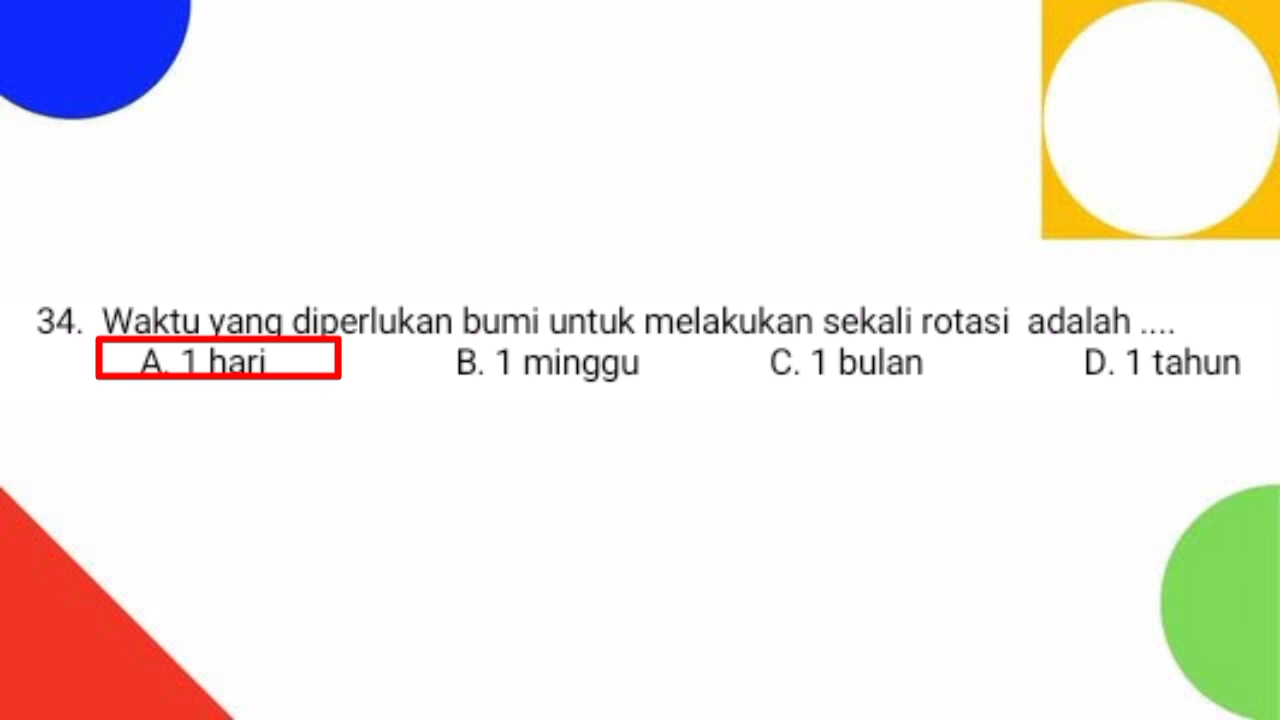 34. Waktu yang diperlukan bumi untuk melakukan sekali rotasi adalah ....
A. 1 hari B. 1 minggu C. 1 bulan D. 1 tahun